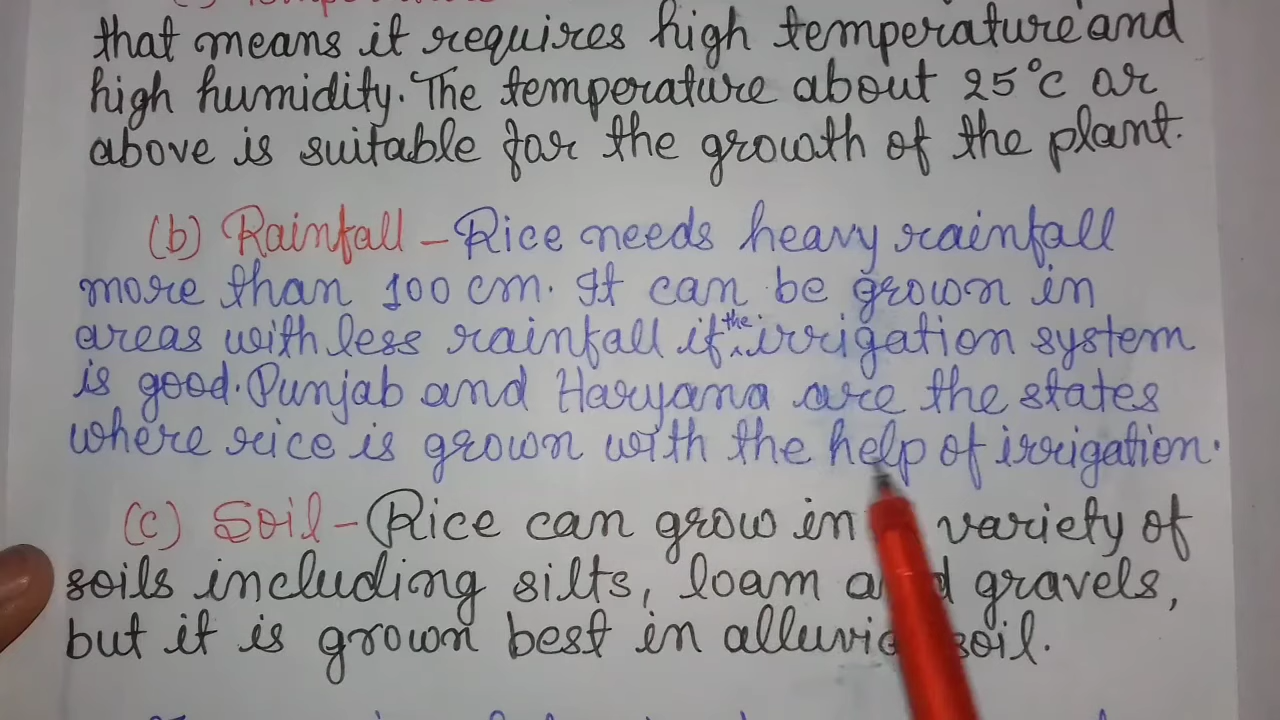 (a) Temperature
that means it requires high temperature and
high humidity. The temperature about 25°C or
above is suitable for the growth of the plant.
(b) Rainfall – Rice needs heavy rainfall
more than 100 cm. It can be grown in
areas with less rainfall if the irrigation system
is good. Punjab and Haryana are the states
where rice is grown with the help of irrigation.
(c) Soil – Rice can grow in variety of
soils including silts, loam and gravels,
but it is grown best in alluvial soil.